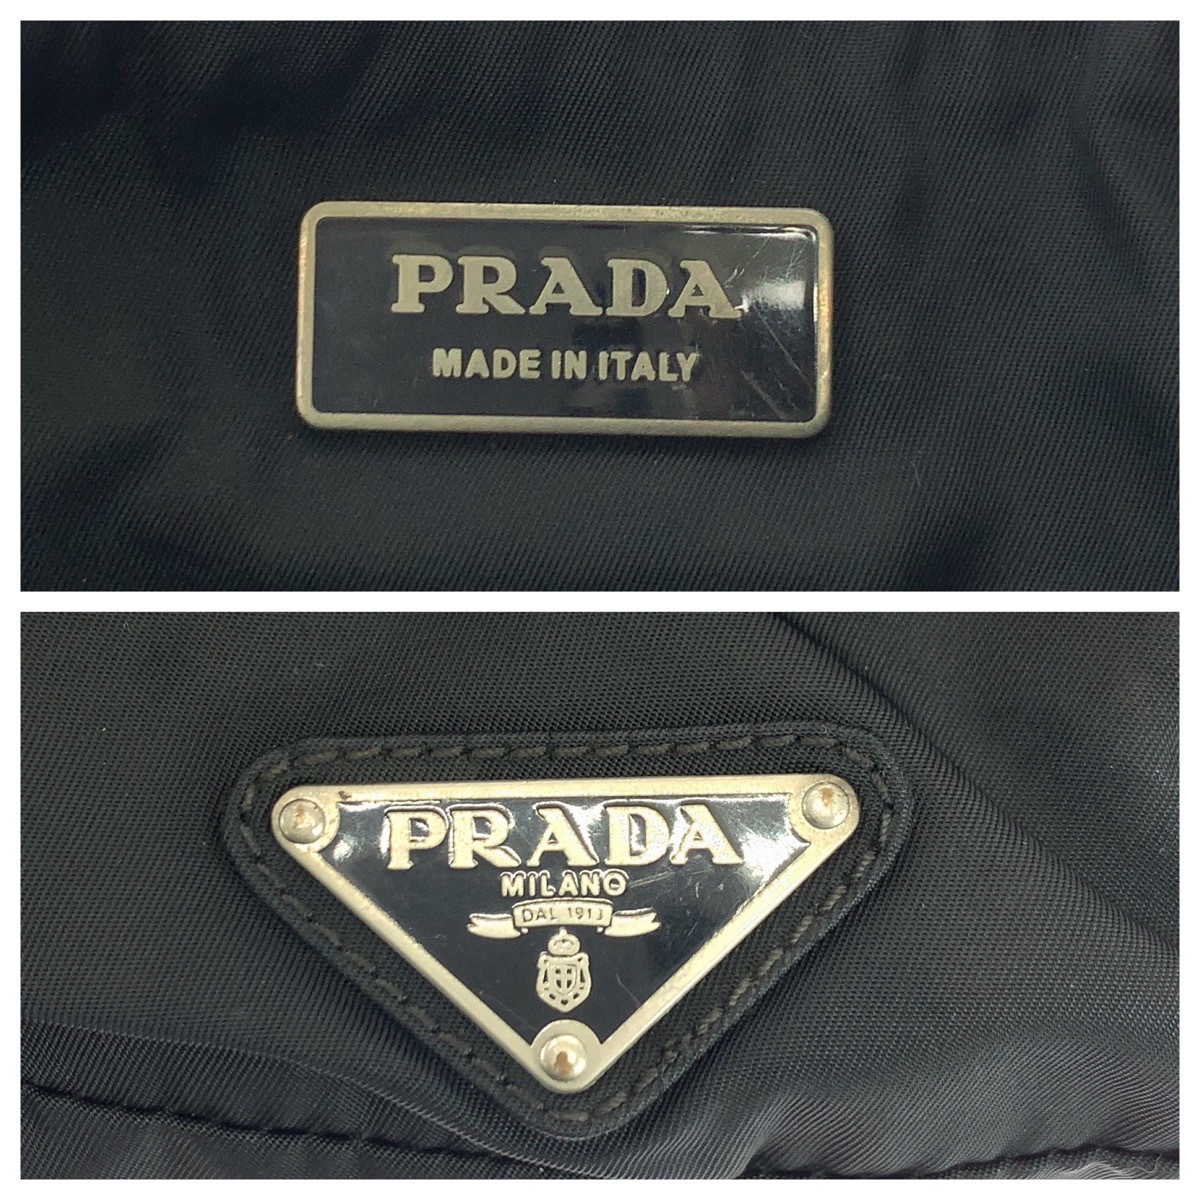 PRADA
MADE IN ITALY
PRADA
MILANO
DAL 1913